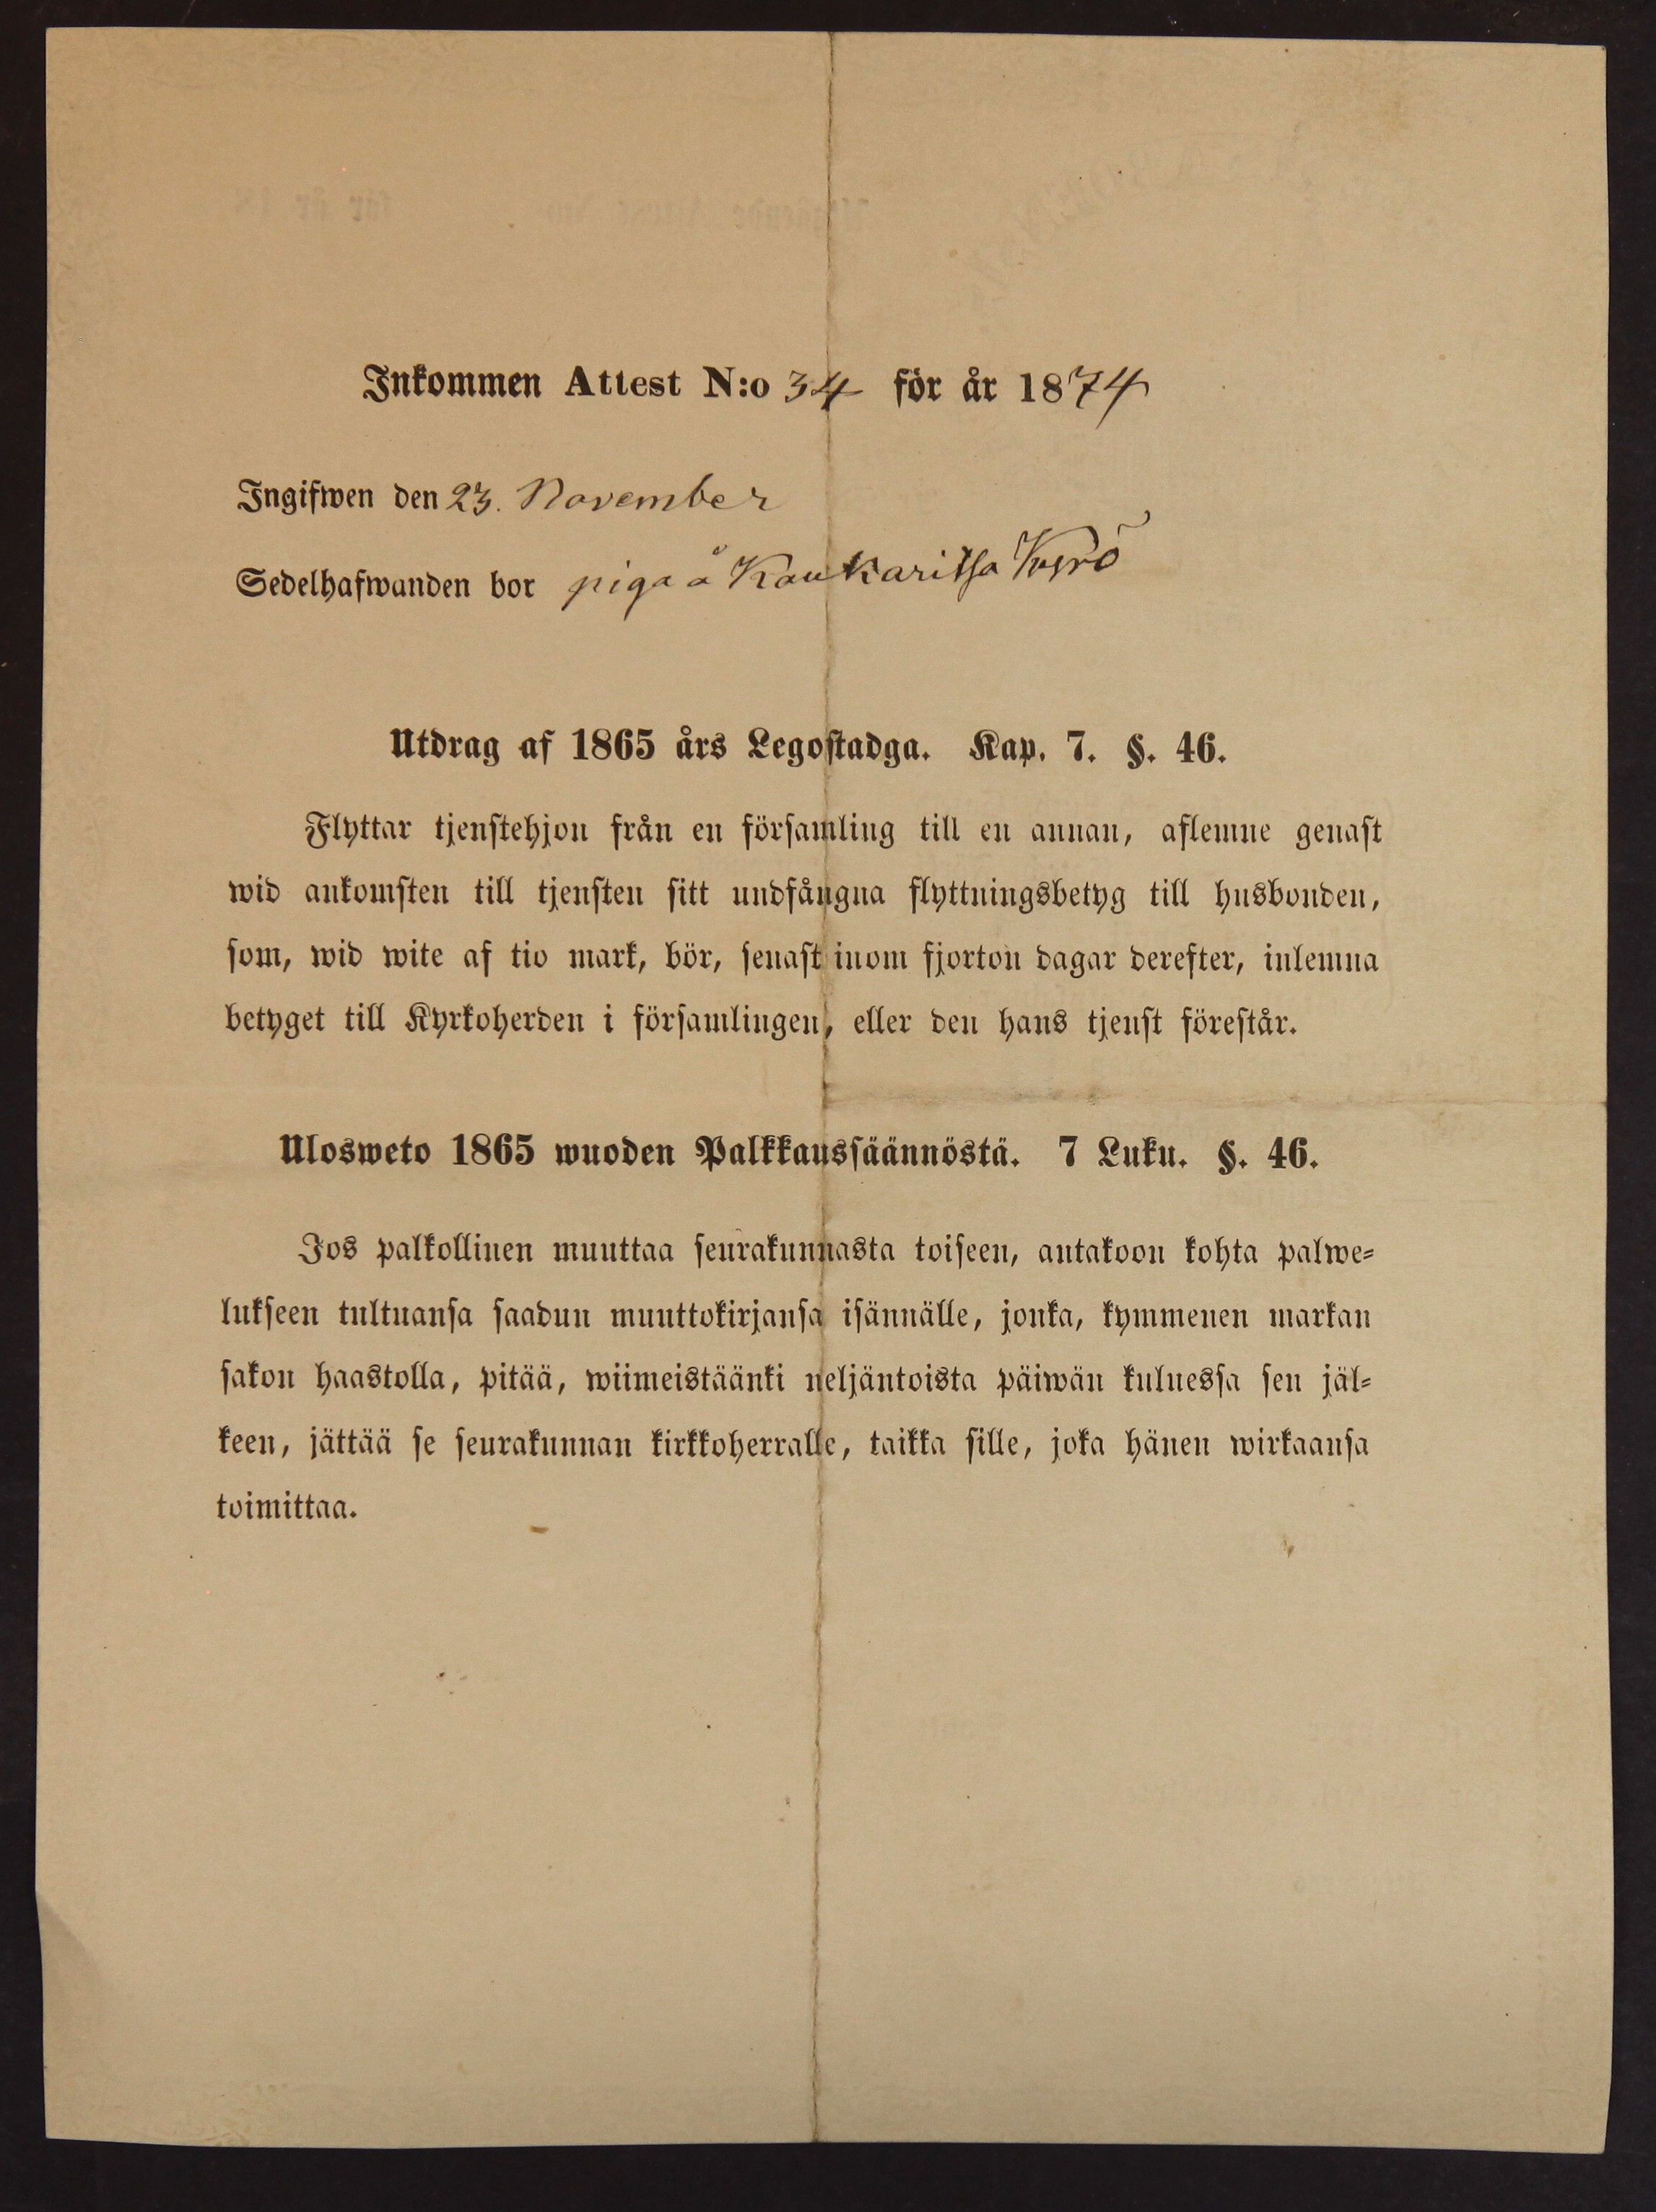 Inkommen Attest N:o 34 för år 1874
Ingifwen den 23. November
Sedelhafwanden bor piga å Kaukaritsa
Utdrag af 1865 års Legostadga. Kap. 7. §. 46.
Flyttar tjenstehjon från en församling till en annan, aflemne genast
wid ankomsten till tjensten sitt undfångna flyttningsbetyg till husbonden,
som, wid wite af tio mark, bör, senast inom fjorton dagar derefter, inlemna
betyget till Kyrkoherden i församlingen, eller den hans tjenst förestår.
Ulosweto 1865 wuoden Palkkaussäännöstä. 7 Luku. §. 46.
Jos palkollinen muuttaa seurakunnasta toiseen, antakoon kohta palwe=
lukseen tultuansa saadun muuttokirjansa isännälle, jonka, kymmenen markan
sakon haastolla, pitää, wiimeistäänki neljäntoista päiwän kuluessa sen jäl=
keen, jättää se seurakunnan kirkkoherralle, taikka sille, joka hänen wirkaansa
toimittaa.